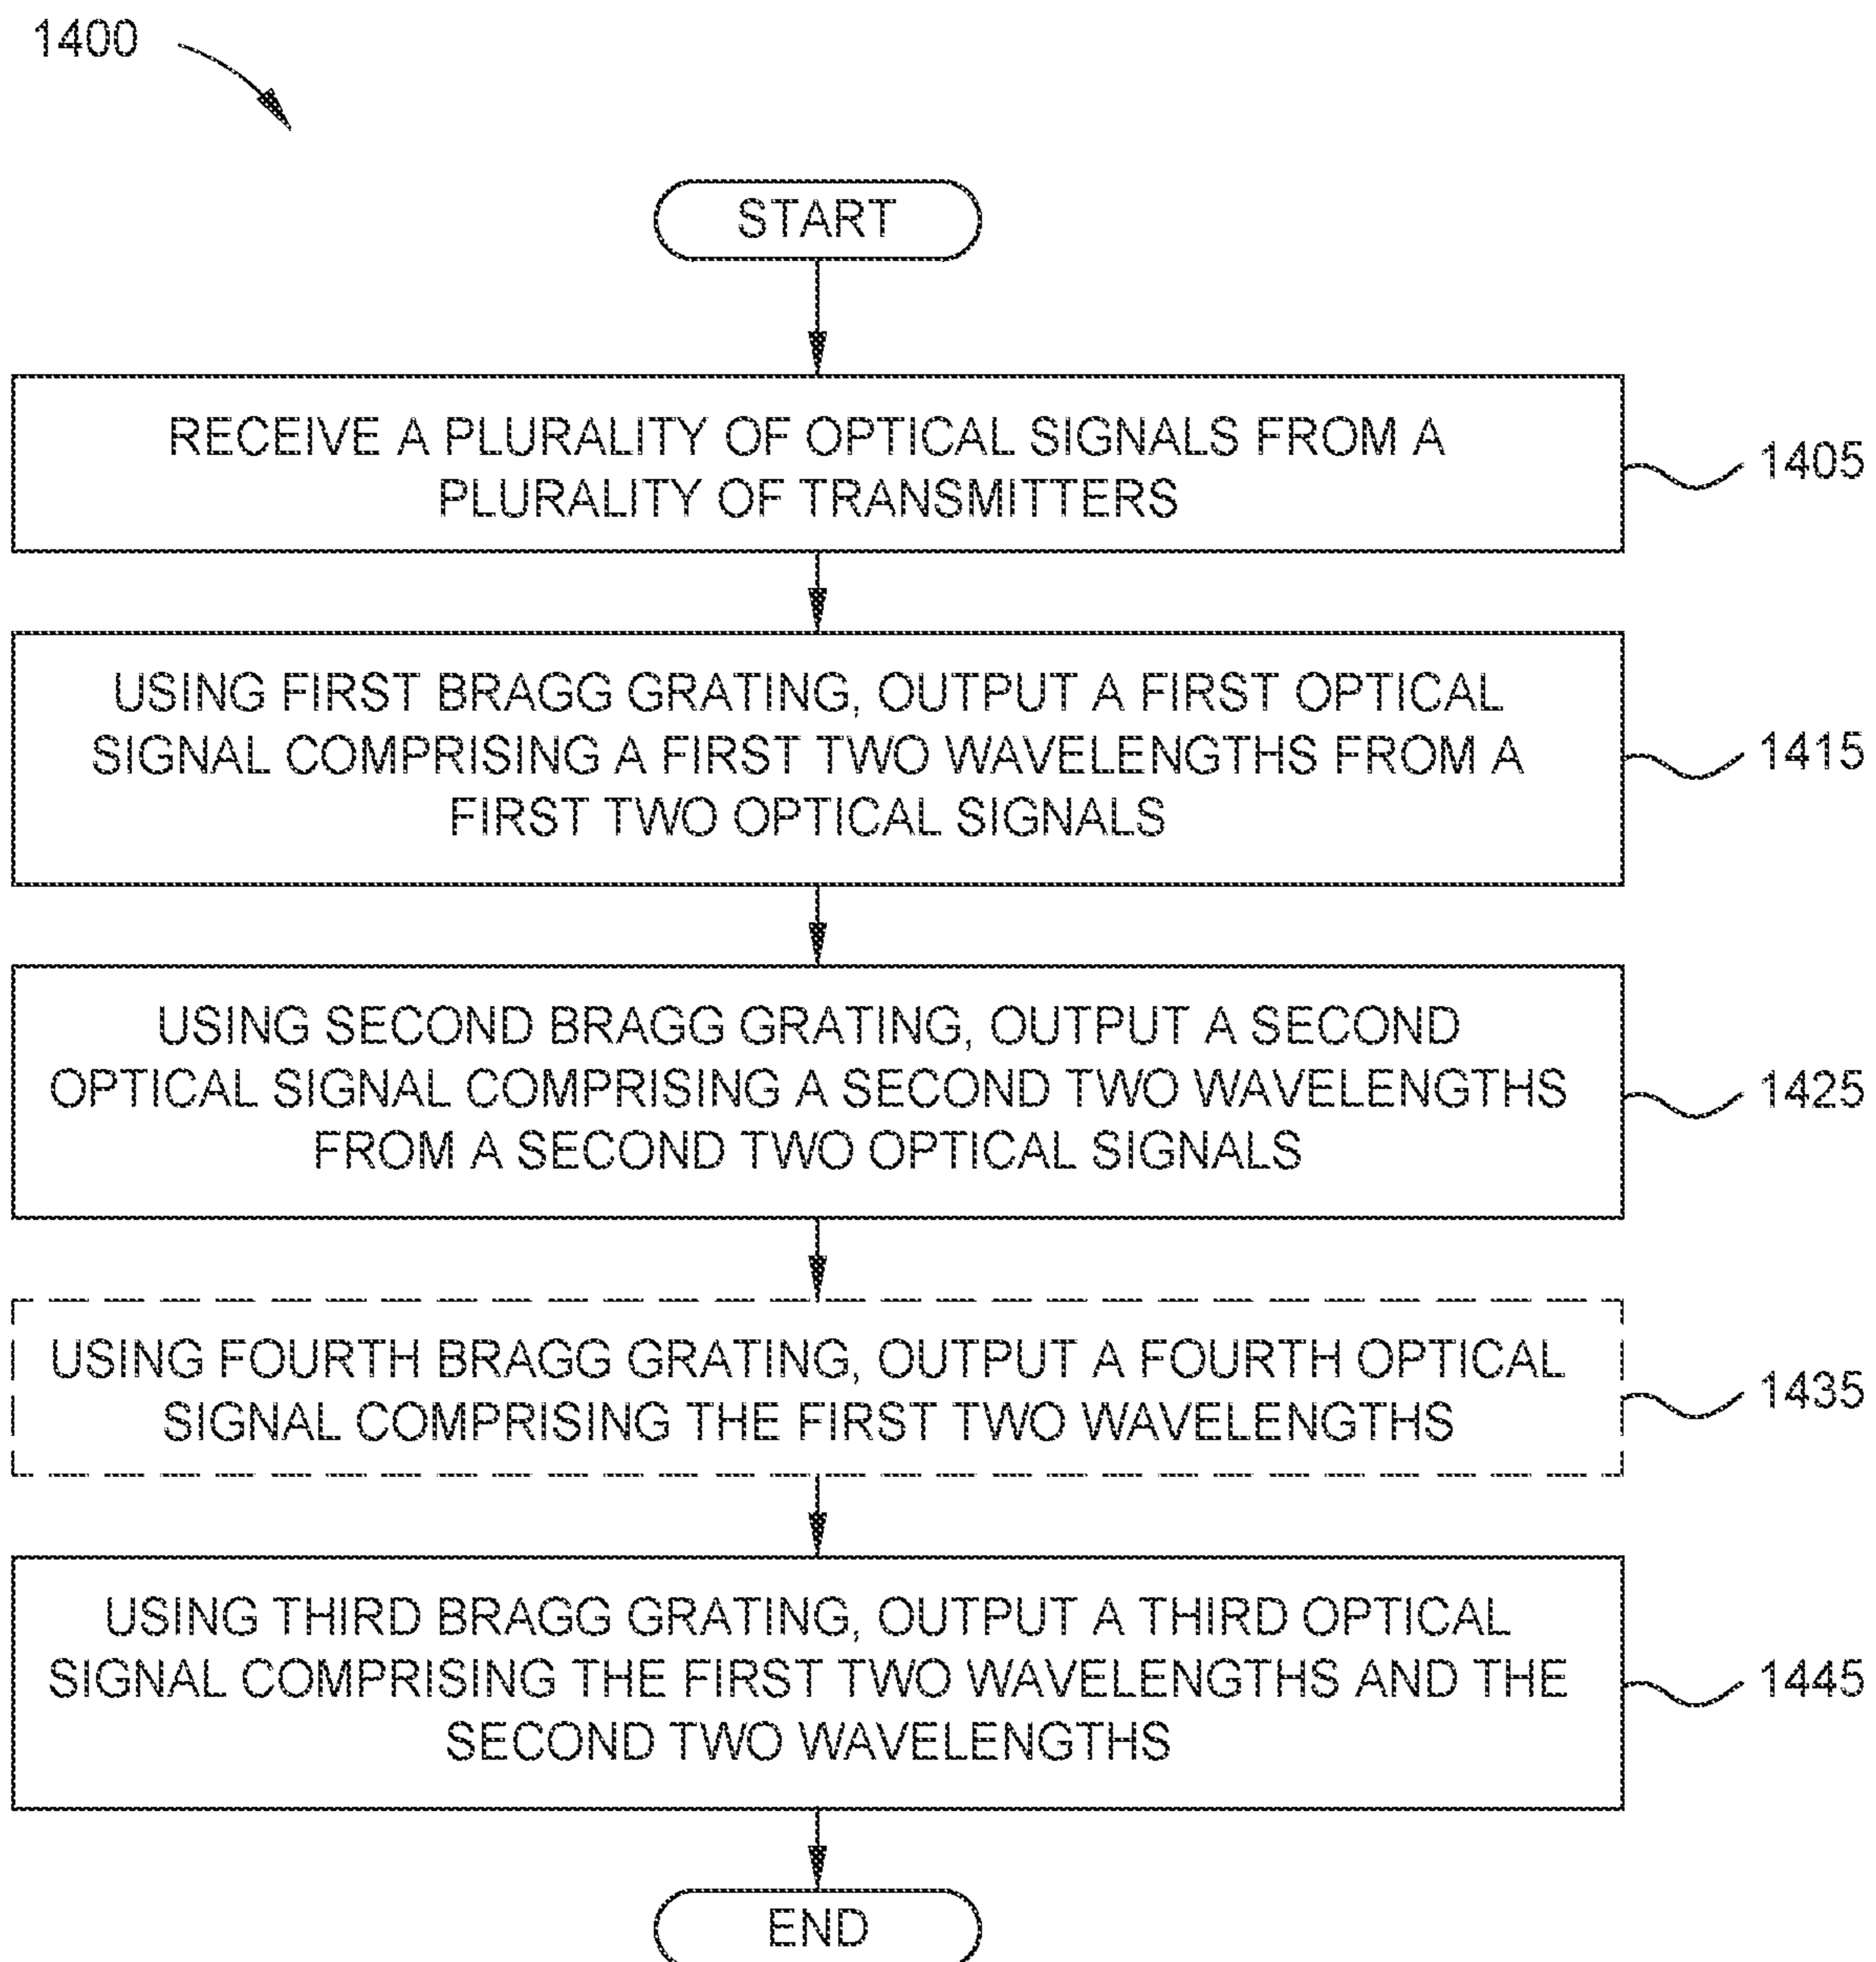 1400
START
RECEIVE A PLURALITY OF OPTICAL SIGNALS FROM A
PLURALITY OF TRANSMITTERS
1405
USING FIRST BRAGG GRATING, OUTPUT A FIRST OPTICAL
SIGNAL COMPRISING A FIRST TWO WAVELENGTHS FROM A
FIRST TWO OPTICAL SIGNALS
1415
USING SECOND BRAGG GRATING, OUTPUT A SECOND
OPTICAL SIGNAL COMPRISING A SECOND TWO WAVELENGTHS
FROM A SECOND TWO OPTICAL SIGNALS
1425
USING FOURTH BRAGG GRATING, OUTPUT A FOURTH OPTICAL
SIGNAL COMPRISING THE FIRST TWO WAVELENGTHS
1435
USING THIRD BRAGG GRATING, OUTPUT A THIRD OPTICAL
SIGNAL COMPRISING THE FIRST TWO WAVELENGTHS AND THE
SECOND TWO WAVELENGTHS
1445
END